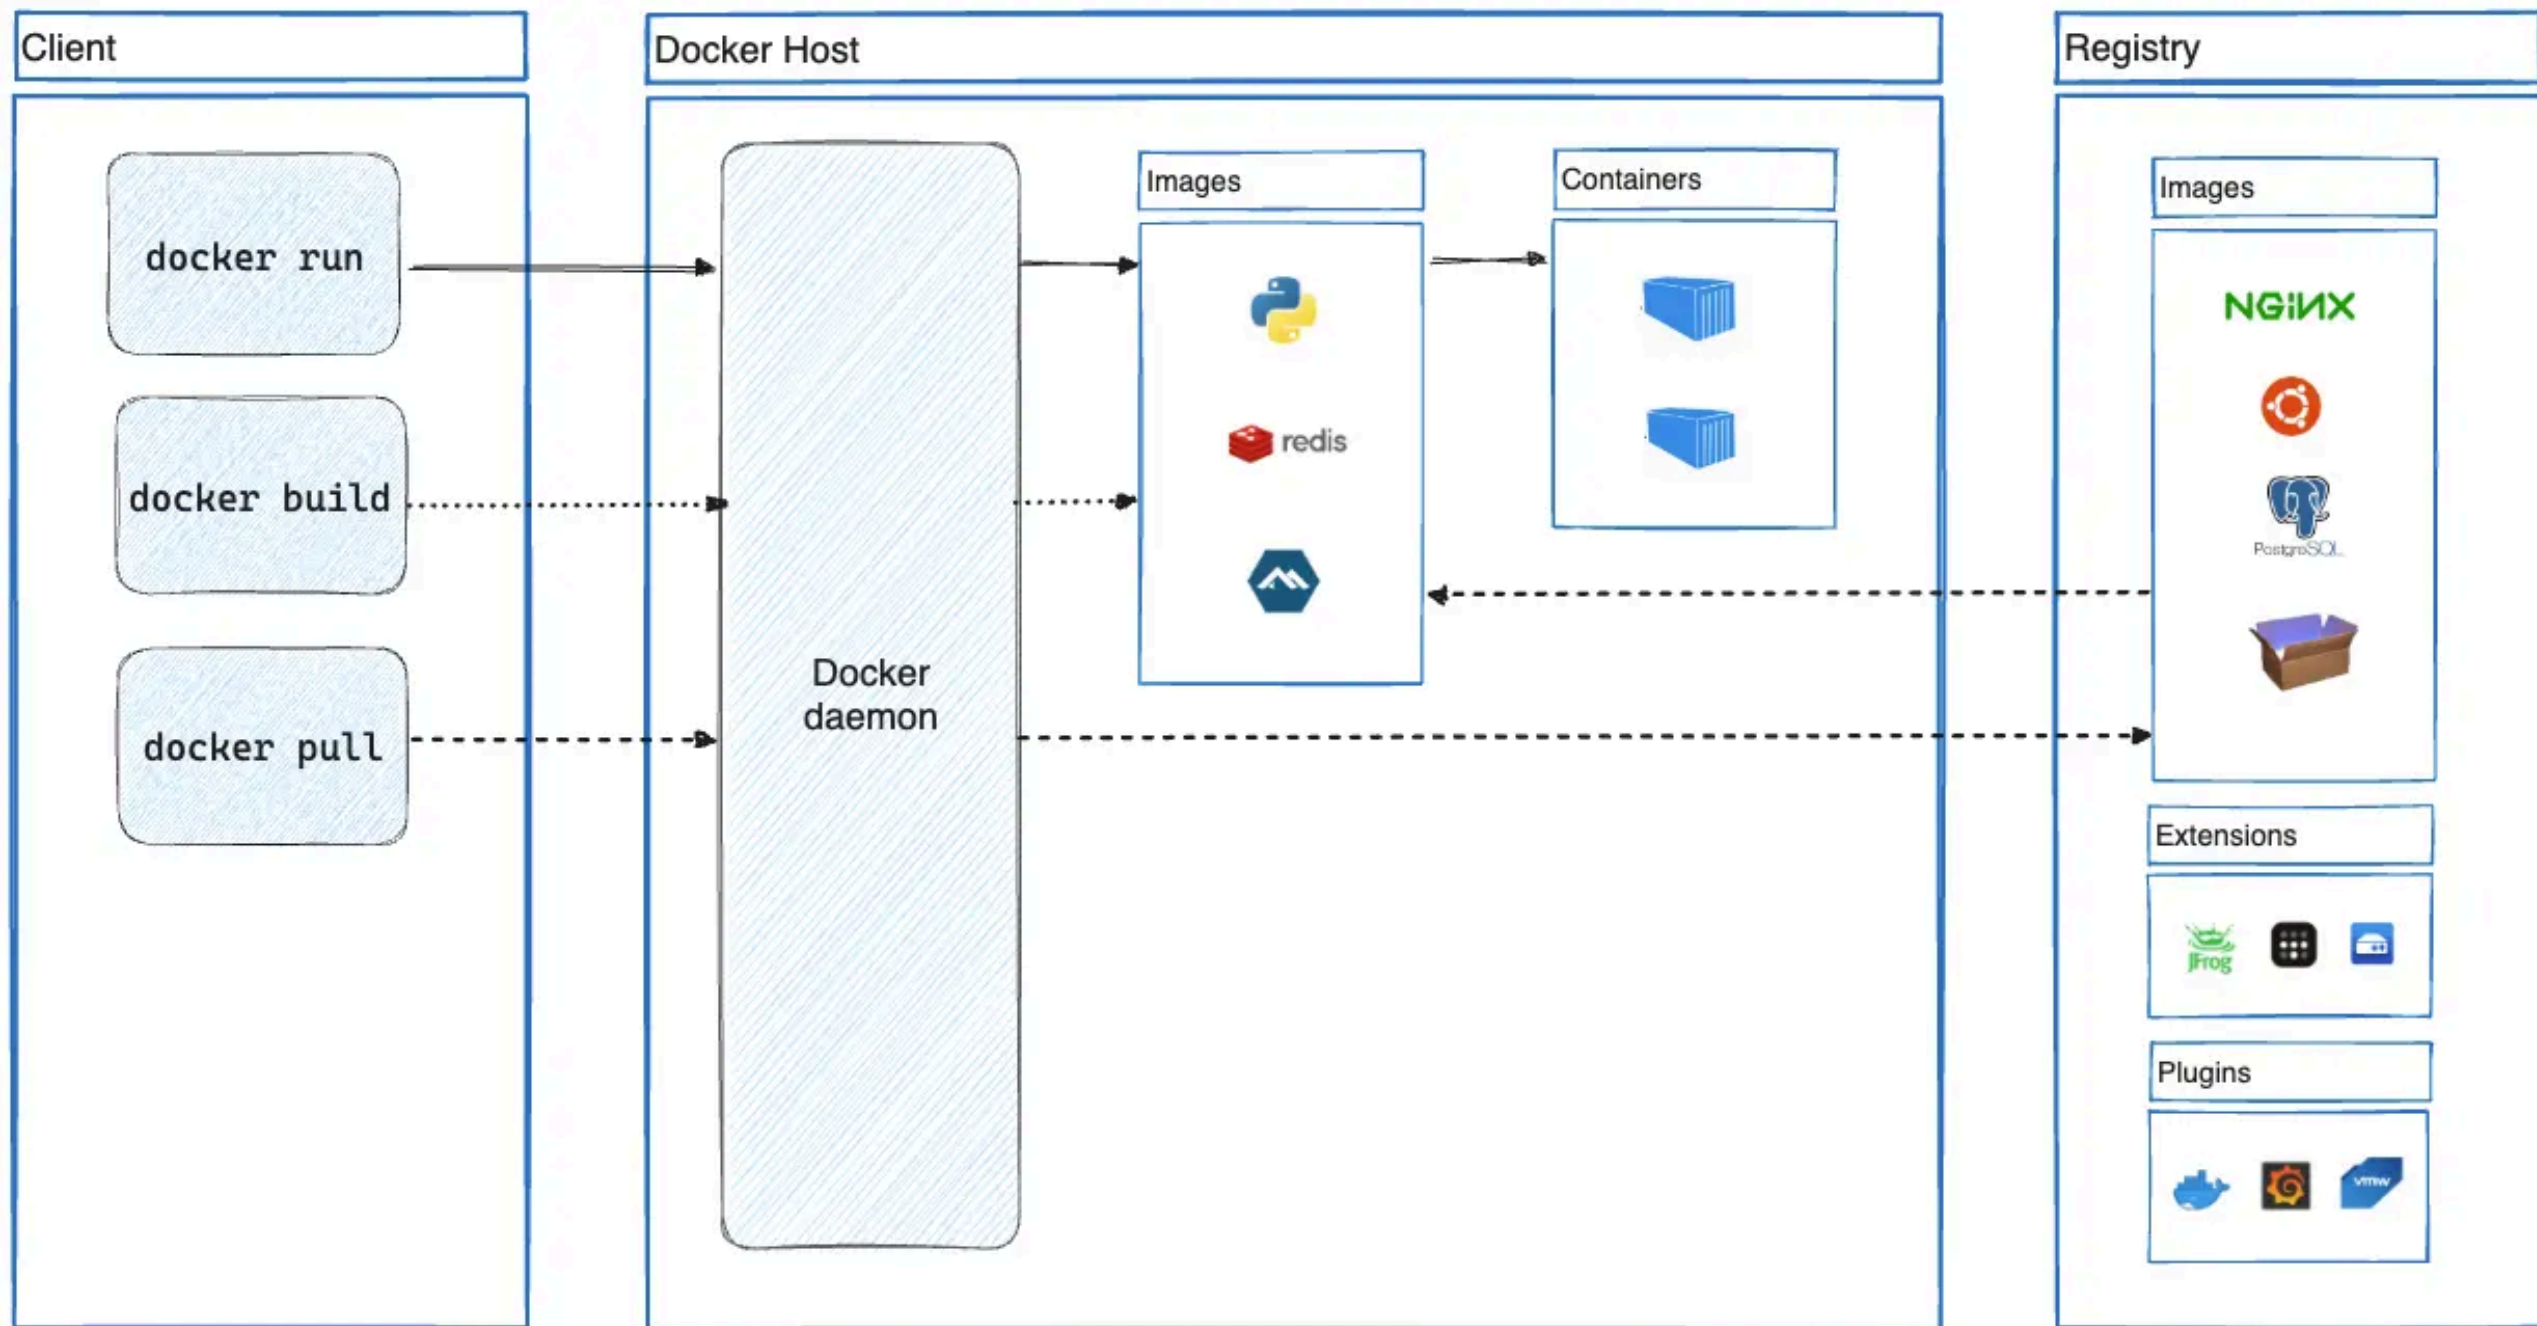 Client
docker run
docker build
docker pull
Docker Host
Docker
daemon
Images
redis
Containers
Registry
Images
NGiNX
PostgreSQL
Extensions
JFrog
Plugins
vmw